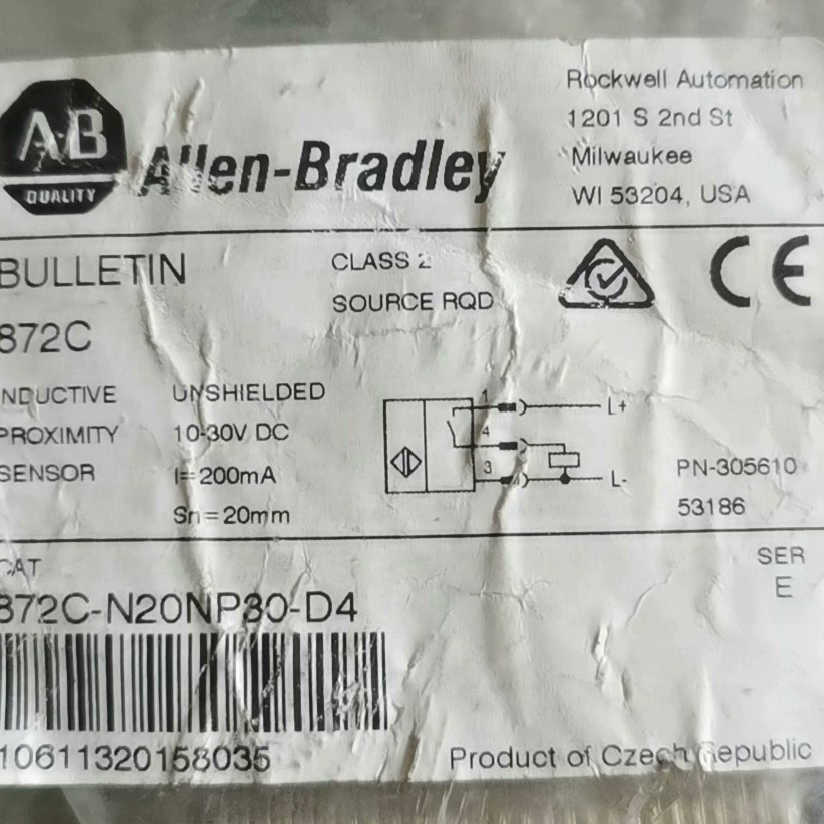 A-B
QUALITY
Allen-Bradley
Rockwell Automation
1201 S 2nd St
Milwaukee
WI 53204, USA
BULLETIN
872C
CLASS 2
SOURCE RQD
CE
INDUCTIVE
PROXIMITY
SENSOR
UNSHIELDED
10-30V DC
I=200mA
Sn=20mm
1
L+
4
3
L-
PN-305610
53186
CAT
872C-N20NP30-D4
SER
E
10611320158035
Product of Czech Republic